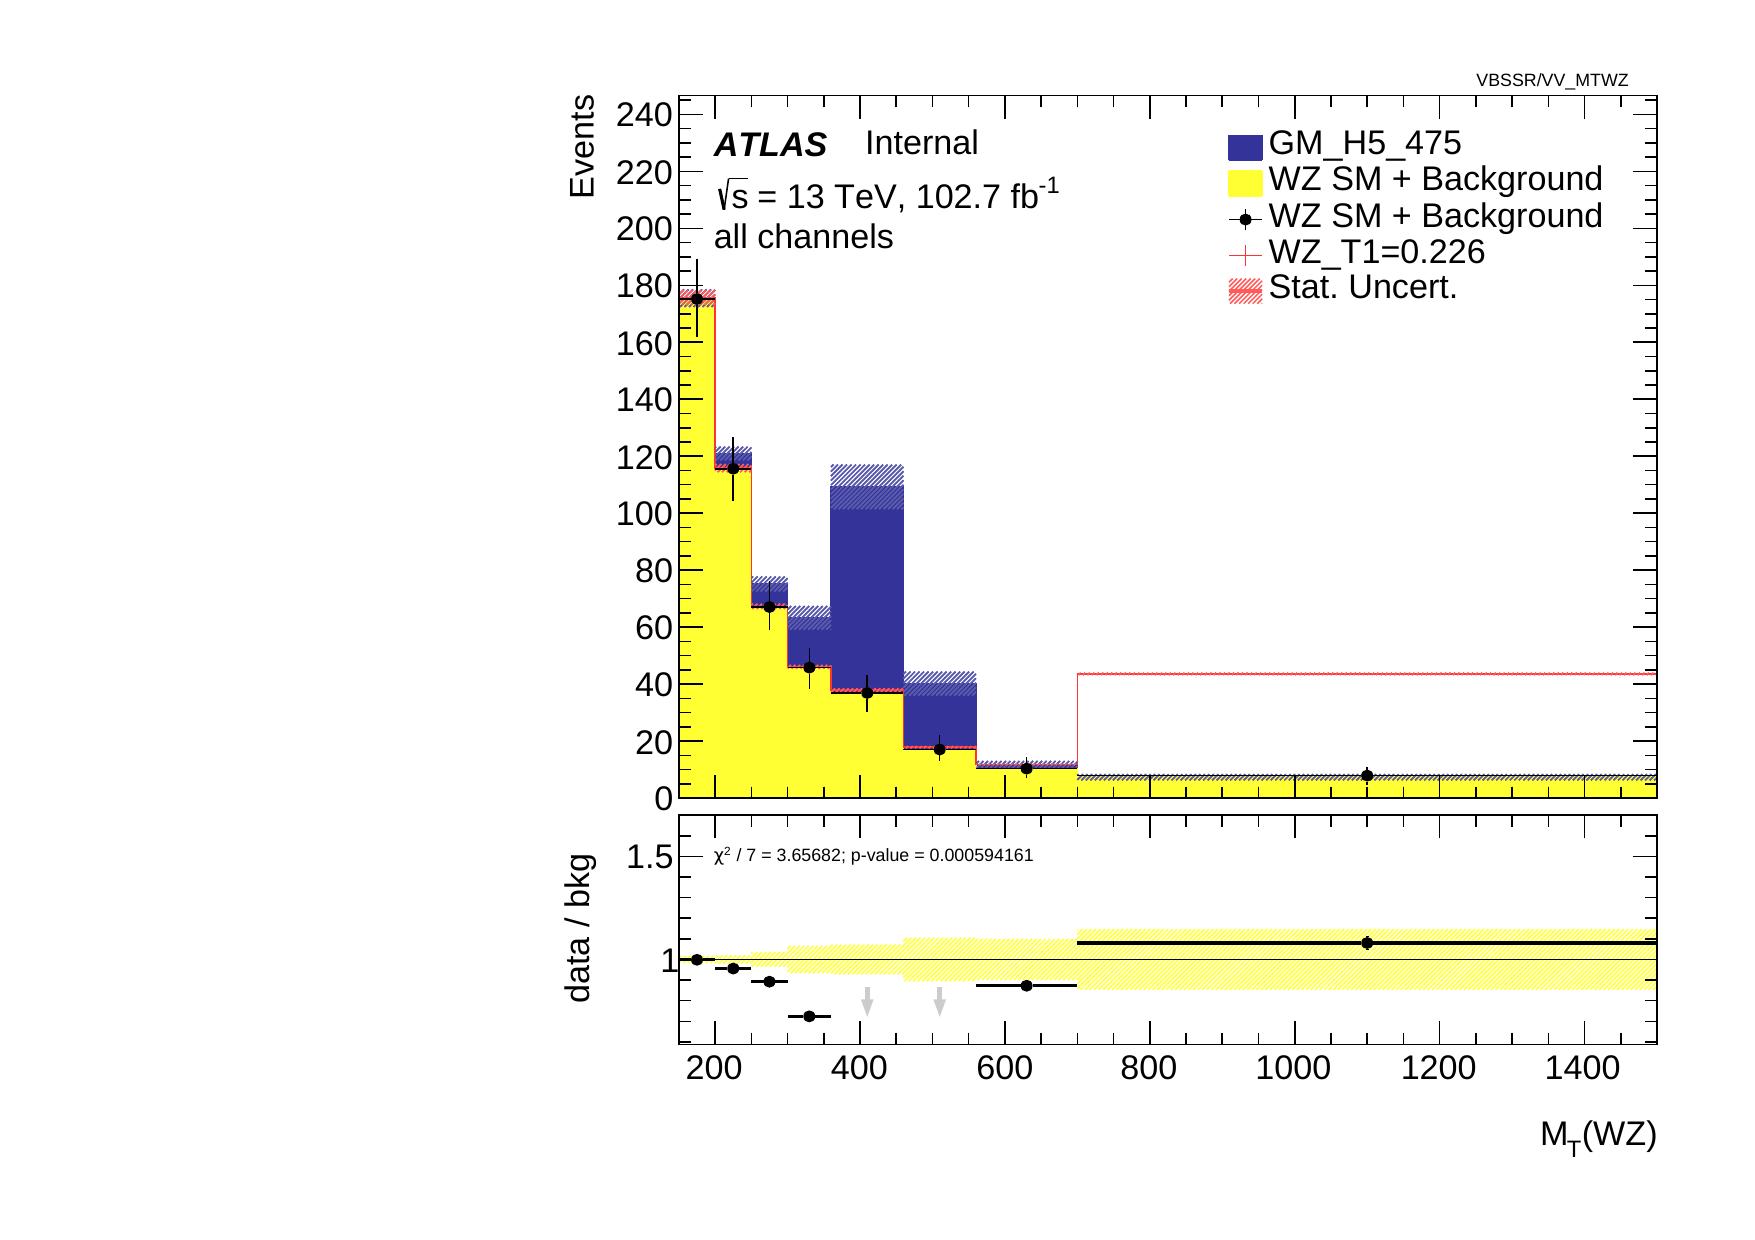 VBSSR/VV_MTWZ
Events
240
220
200
180
160
140
120
100
80
60
40
20
0
ATLAS Internal
√s = 13 TeV, 102.7 fb⁻¹
all channels
GM_H5_475
WZ SM + Background
WZ SM + Background
WZ_T1=0.226
Stat. Uncert.
data / bkg
1.5
1
χ² / 7 = 3.65682; p-value = 0.000594161
200 400 600 800 1000 1200 1400
M_T(WZ)